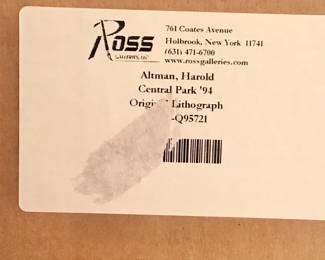 Ross
761 Coates Avenue
Holbrook, New York 11741
(631) 471-6700
www.rossgalleries.com
Altman, Harold
Central Park '94
Original Lithograph
-Q95721